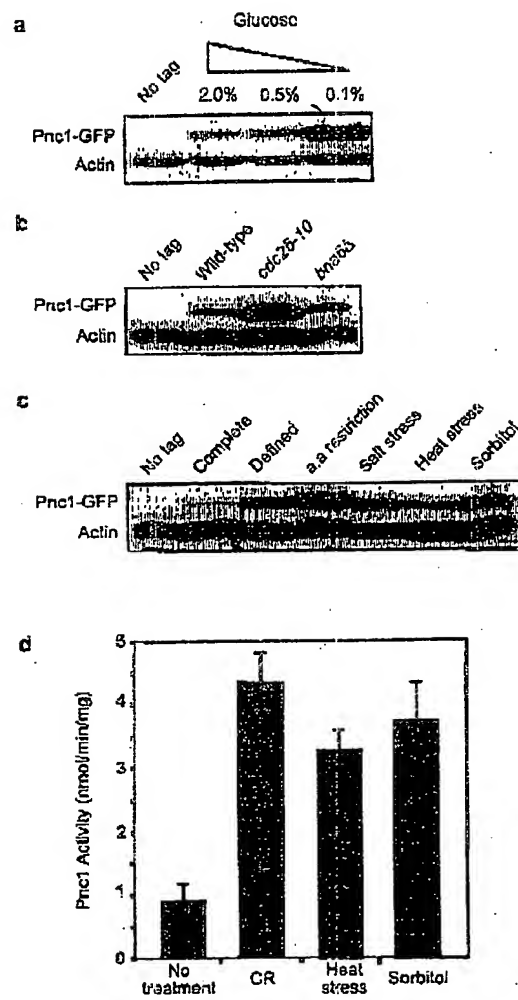 a
Glucose
No tag 2.0% 0.5% 0.1%
Pnc1-GFP
Actin
b
No tag Wild-type cdc25-10 bna6Δ
Pnc1-GFP
Actin
c
No tag Complete Defined a.a restriction Salt stress Heat stress Sorbitol
Pnc1-GFP
Actin
d
Pnc1 Activity (nmol/min/mg)
5
4
3
2
1
0
No treatment CR Heat stress Sorbitol